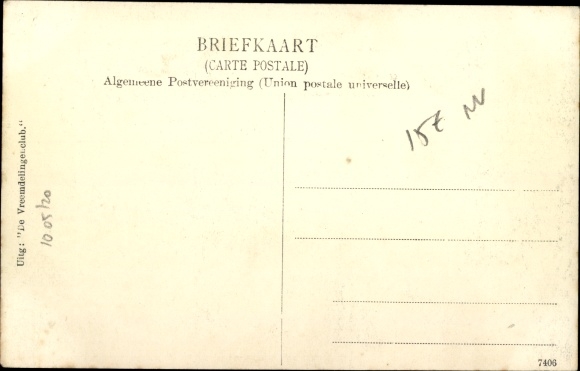 BRIEFKAART
(CARTE POSTALE)
Algemeene Postvereeniging (Union postale universelle)
15€
Uitg: "De Vreemdelingenclub."
10 05/20
7406